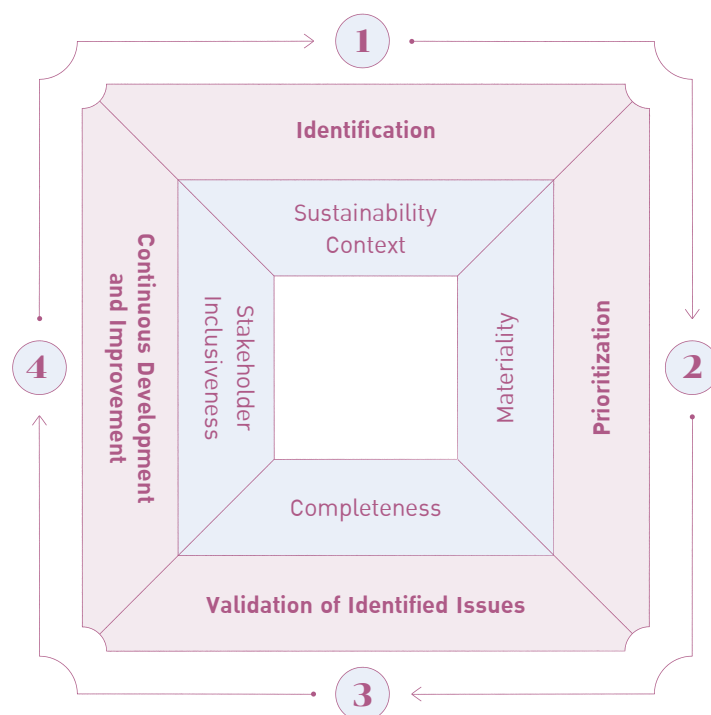 1
Identification
Sustainability
Context
Continuous Development
and Improvement
Stakeholder
Inclusiveness
Materiality
Prioritization
4
2
Completeness
Validation of Identified Issues
3